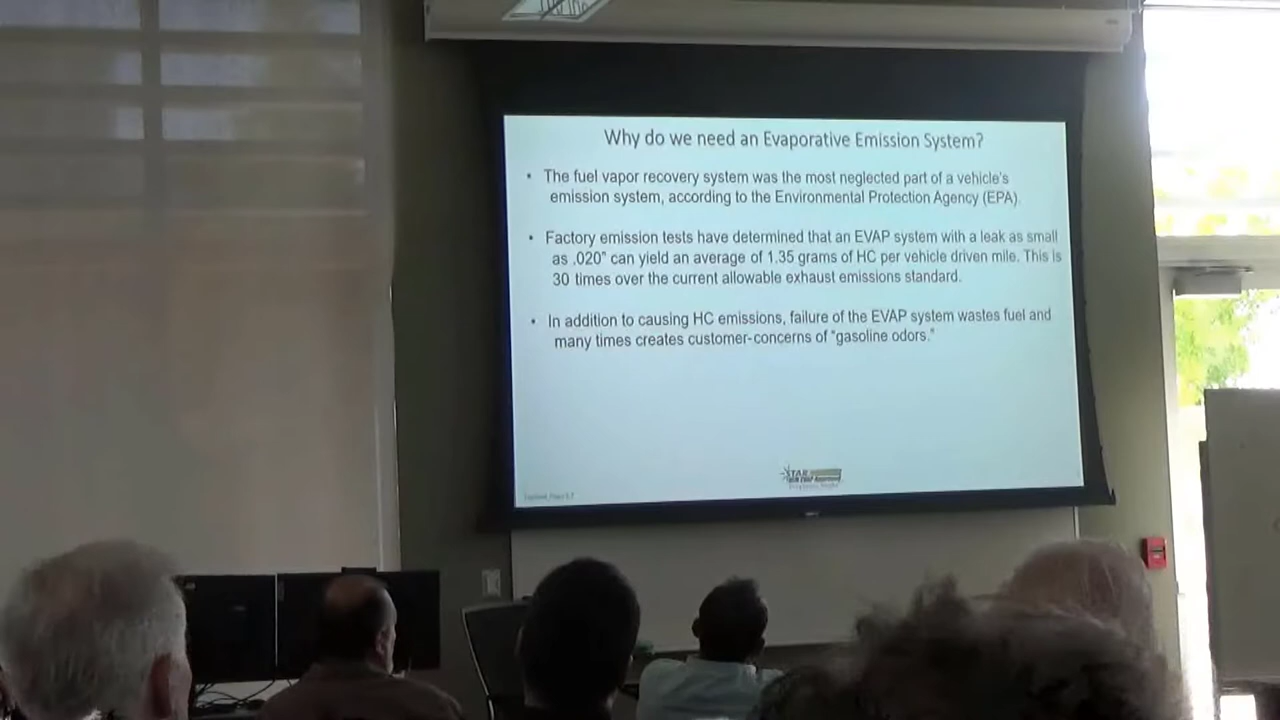 Why do we need an Evaporative Emission System?
• The fuel vapor recovery system was the most neglected part of a vehicle's
emission system, according to the Environmental Protection Agency (EPA).
• Factory emission tests have determined that an EVAP system with a leak as small
as .020" can yield an average of 1.35 grams of HC per vehicle driven mile. This is
30 times over the current allowable exhaust emissions standard.
• In addition to causing HC emissions, failure of the EVAP system wastes fuel and
many times creates customer-concerns of "gasoline odors."
STAR